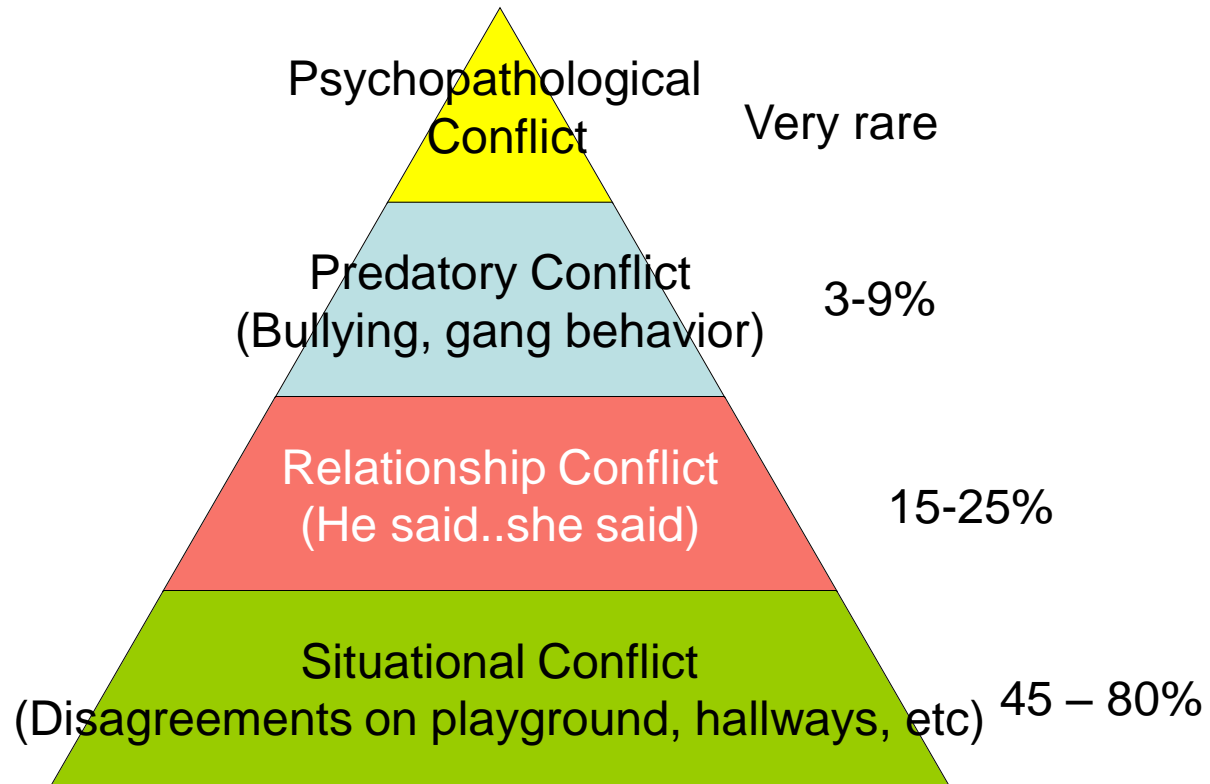 Psychopathological
Conflict
Very rare
Predatory Conflict
(Bullying, gang behavior)
3-9%
Relationship Conflict
(He said..she said)
15-25%
Situational Conflict
(Disagreements on playground, hallways, etc)
45 – 80%